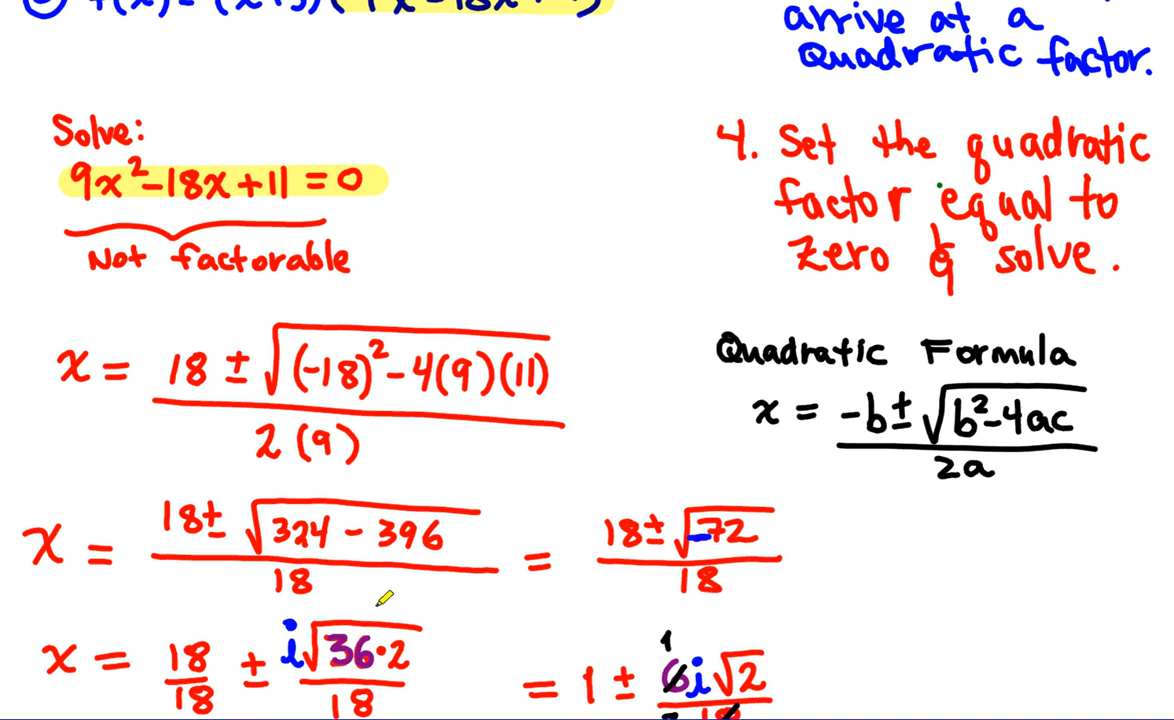 arrive at a
Quadratic factor.
Solve:
9x²-18x+11=0
Not factorable
4. Set the quadratic
factor equal to
zero & solve.
x = 18 ± √((-18)² - 4(9)(11)) / 2(9)
Quadratic Formula
x = -b ± √(b²-4ac) / 2a
x = 18 ± √(324 - 396) / 18 = 18 ± √(-72) / 18
x = 18/18 ± i√(36·2) / 18 = 1 ± 6i√2 / 18
1